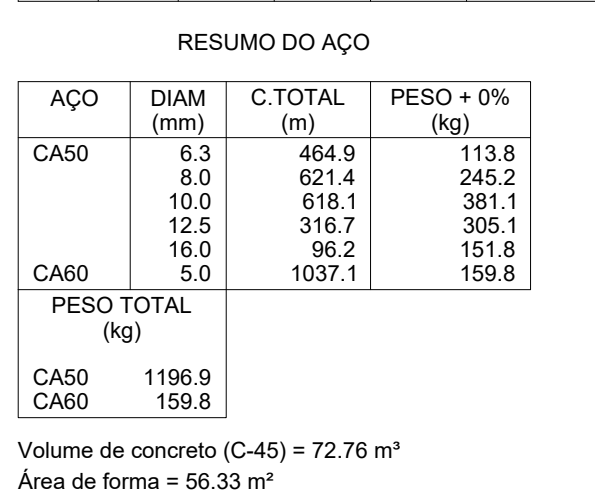 RESUMO DO AÇO
AÇO DIAM C.TOTAL PESO + 0%
(mm) (m) (kg)
CA50 6.3 464.9 113.8
8.0 621.4 245.2
10.0 618.1 381.1
12.5 316.7 305.1
16.0 96.2 151.8
CA60 5.0 1037.1 159.8
PESO TOTAL
(kg)
CA50 1196.9
CA60 159.8
Volume de concreto (C-45) = 72.76 m³
Área de forma = 56.33 m²